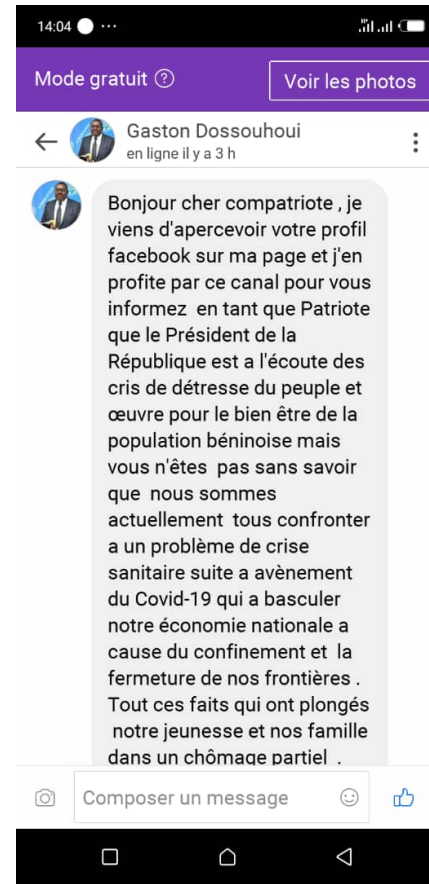 14:04
Mode gratuit ?
Voir les photos
Gaston Dossouhoui
en ligne il y a 3 h
Bonjour cher compatriote , je
viens d'apercevoir votre profil
facebook sur ma page et j'en
profite par ce canal pour vous
informez en tant que Patriote
que le Président de la
République est a l'écoute des
cris de détresse du peuple et
œuvre pour le bien être de la
population béninoise mais
vous n'êtes pas sans savoir
que nous sommes
actuellement tous confronter
a un problème de crise
sanitaire suite a avènement
du Covid-19 qui a basculer
notre économie nationale a
cause du confinement et la
fermeture de nos frontières .
Tout ces faits qui ont plongés
notre jeunesse et nos famille
dans un chômage partiel .
Composer un message